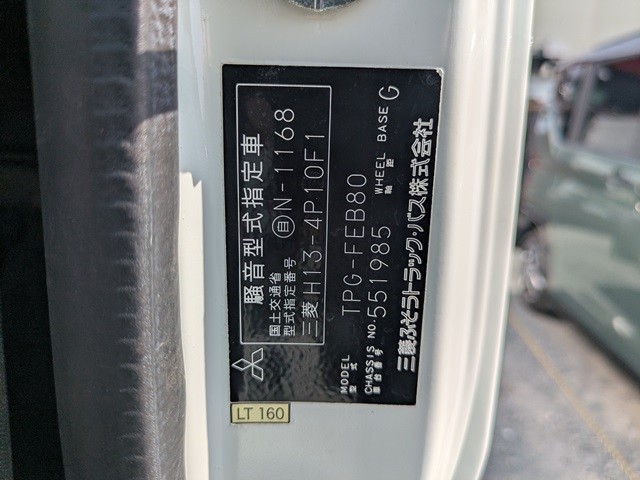 騒音型式指定車
国土交通省
型式指定番号 自 N-1168
三菱 H13-4P10F1
MODEL
型式 TPG-FEB80
CHASSIS NO.
車台番号 551985 WHEEL BASE
軸距 G
三菱ふそうトラック・バス株式会社
LT 160